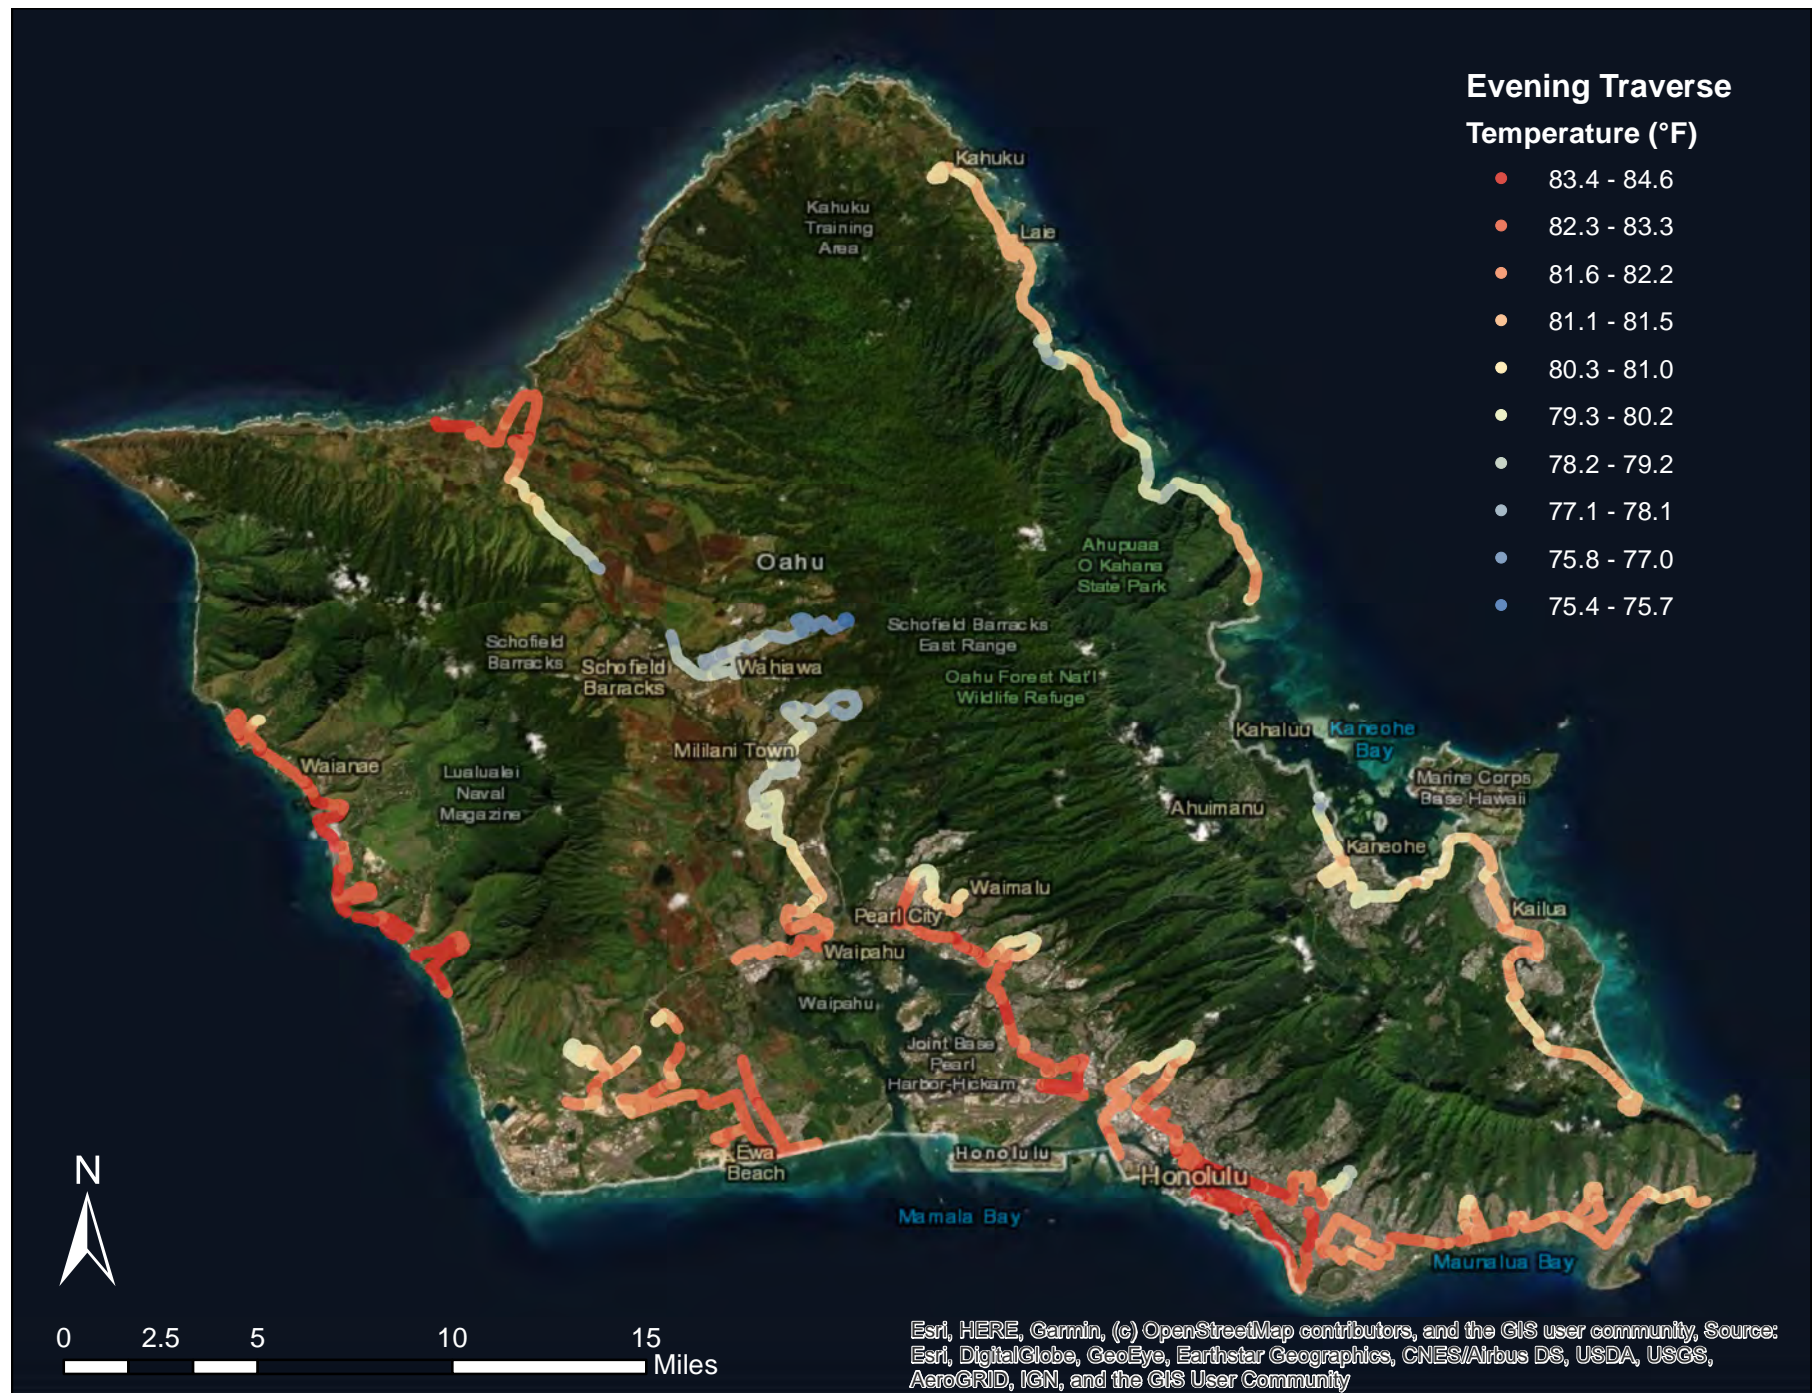 Evening Traverse
Temperature (°F)
83.4 - 84.6
82.3 - 83.3
81.6 - 82.2
81.1 - 81.5
80.3 - 81.0
79.3 - 80.2
78.2 - 79.2
77.1 - 78.1
75.8 - 77.0
75.4 - 75.7
Kahuku
Kahuku
Training
Area
Laie
Oahu
Ahupuaa
O Kahana
State Park
Schofield
Barracks
Schofield
Barracks
Wahiawa
Schofield Barracks
East Range
Oahu Forest Nat'l
Wildlife Refuge
Kahaluu
Kaneohe
Bay
Mililani Town
Waianae
Lualualei
Naval
Magazine
Marine Corps
Base Hawaii
Ahuimanu
Kaneohe
Waimalu
Pearl City
Kailua
Waipahu
Waipahu
Joint Base
Pearl
Harbor-Hickam
Ewa
Beach
Honolulu
Honolulu
Mamala Bay
Maunalua Bay
N
0 2.5 5 10 15
Miles
Esri, HERE, Garmin, (c) OpenStreetMap contributors, and the GIS user community, Source:
Esri, DigitalGlobe, GeoEye, Earthstar Geographics, CNES/Airbus DS, USDA, USGS,
AeroGRID, IGN, and the GIS User Community